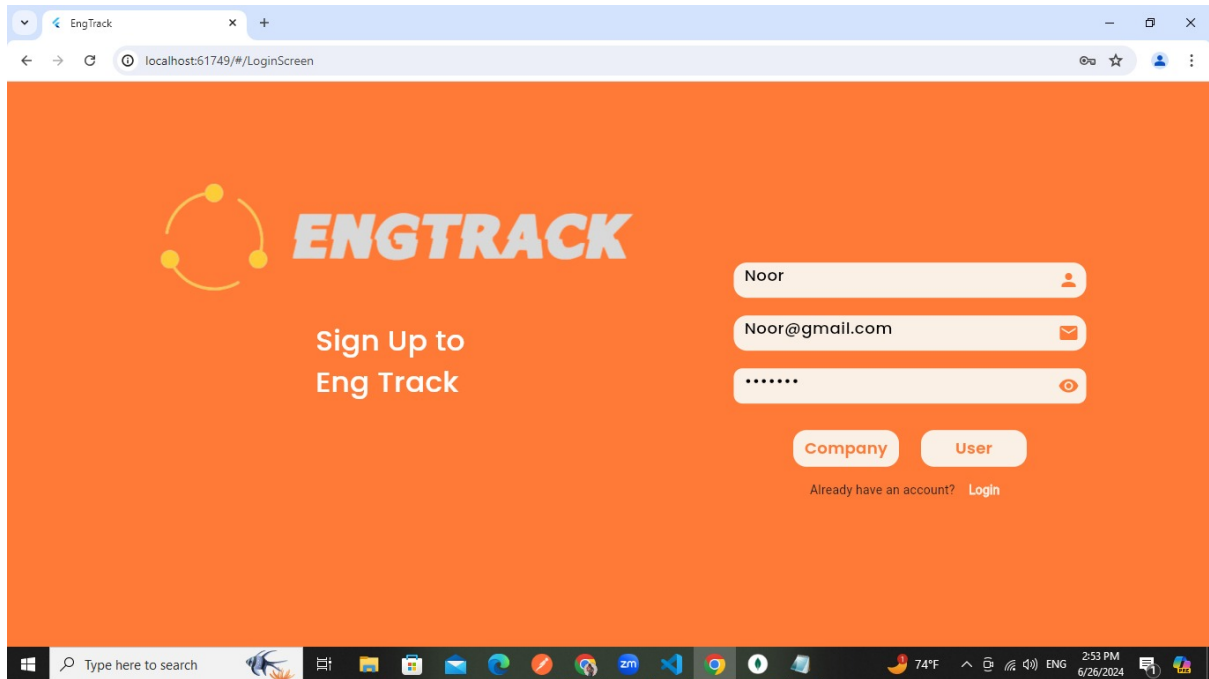 EngTrack
localhost:61749/#/LoginScreen
ENGTRACK
Sign Up to
Eng Track
Noor
Noor@gmail.com
•••••••
Company User
Already have an account? Login
Type here to search
zm
74°F
ENG
2:53 PM
6/26/2024